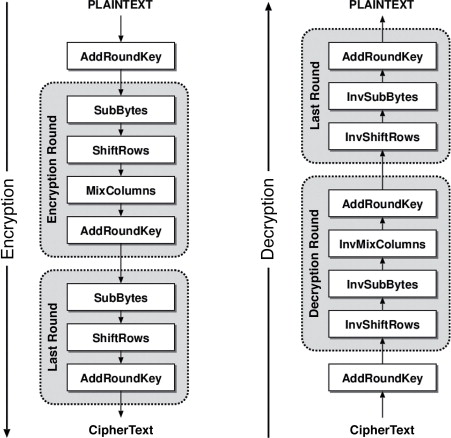 PLAINTEXT
AddRoundKey
Encryption Round
SubBytes
ShiftRows
MixColumns
AddRoundKey
Last Round
SubBytes
ShiftRows
AddRoundKey
CipherText
Encryption
PLAINTEXT
Last Round
AddRoundKey
InvSubBytes
InvShiftRows
Decryption Round
AddRoundKey
InvMixColumns
InvSubBytes
InvShiftRows
AddRoundKey
CipherText
Decryption